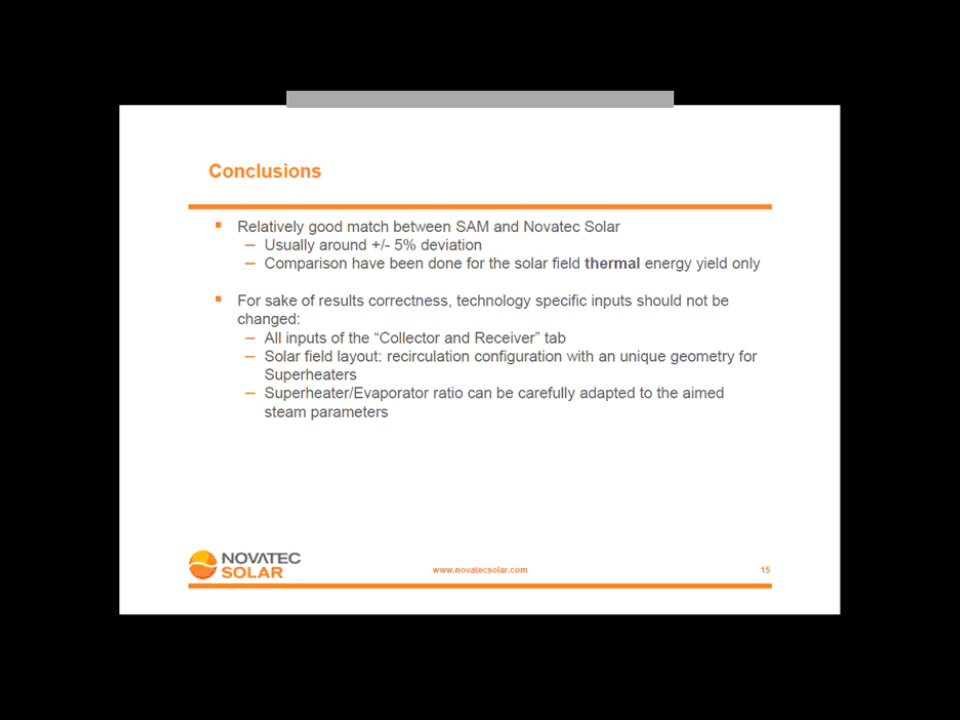 Conclusions
Relatively good match between SAM and Novatec Solar
– Usually around +/- 5% deviation
– Comparison have been done for the solar field thermal energy yield only
For sake of results correctness, technology specific inputs should not be
changed:
– All inputs of the “Collector and Receiver” tab
– Solar field layout: recirculation configuration with an unique geometry for
Superheaters
– Superheater/Evaporator ratio can be carefully adapted to the aimed
steam parameters
NOVATEC
SOLAR
www.novatecsolar.com
15